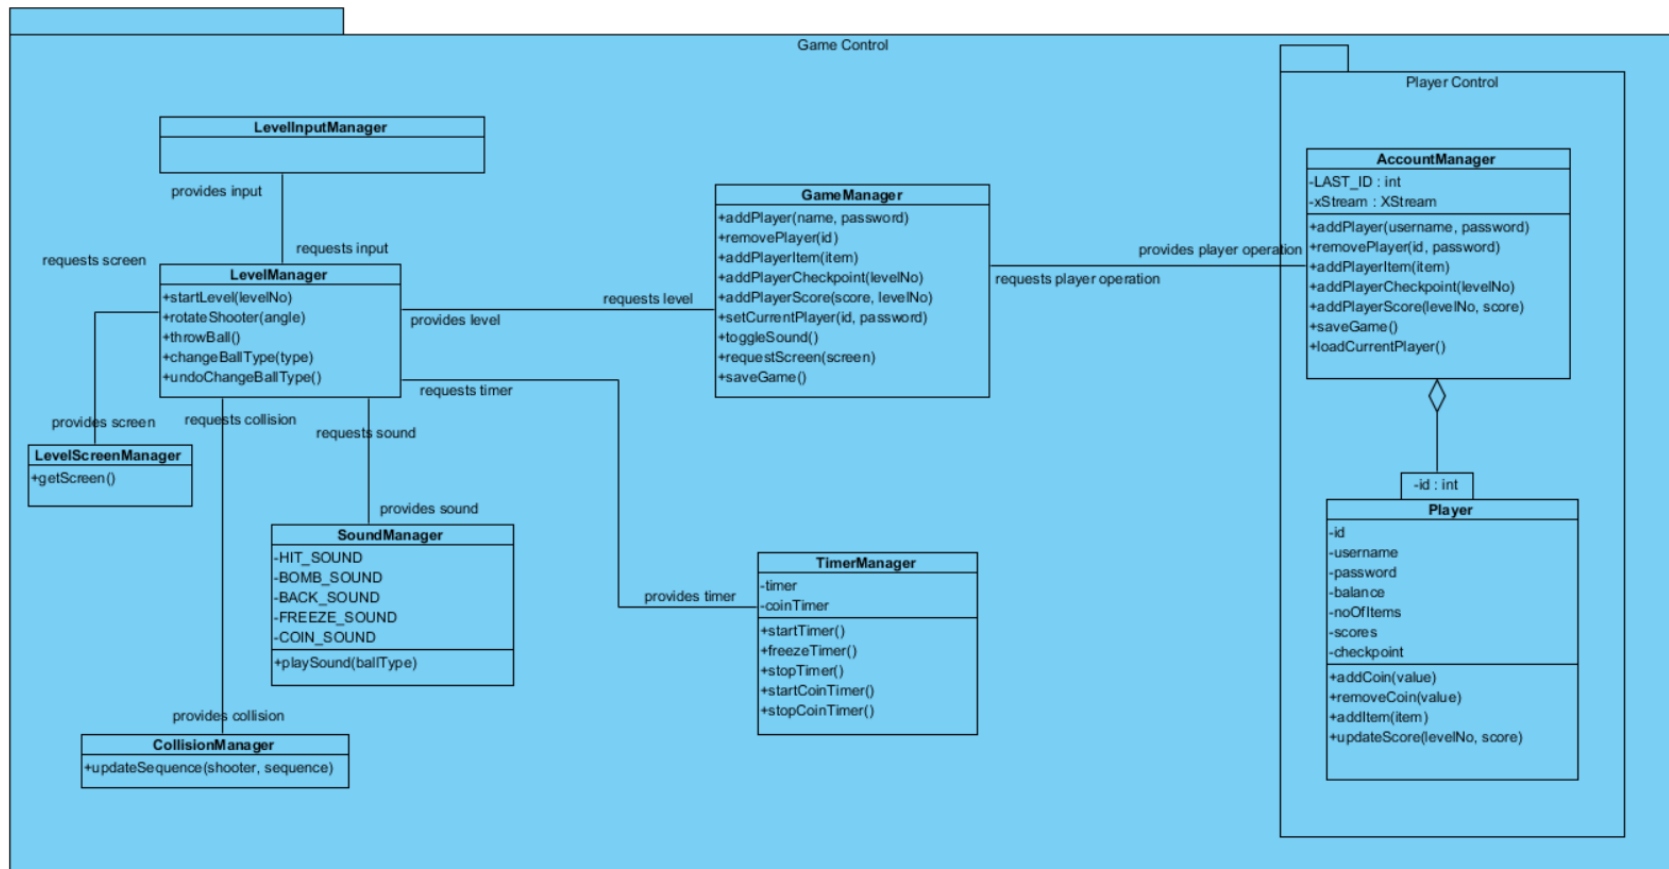 Game Control
Player Control
LevelInputManager
provides input
requests input
requests screen
LevelManager
+startLevel(levelNo)
+rotateShooter(angle)
+throwBall()
+changeBallType(type)
+undoChangeBallType()
requests level
provides level
requests timer
requests collision
requests sound
provides screen
LevelScreenManager
+getScreen()
provides sound
SoundManager
-HIT_SOUND
-BOMB_SOUND
-BACK_SOUND
-FREEZE_SOUND
-COIN_SOUND
+playSound(ballType)
provides collision
CollisionManager
+updateSequence(shooter, sequence)
GameManager
+addPlayer(name, password)
+removePlayer(id)
+addPlayerItem(item)
+addPlayerCheckpoint(levelNo)
+addPlayerScore(score, levelNo)
+setCurrentPlayer(id, password)
+toggleSound()
+requestScreen(screen)
+saveGame()
provides timer
TimerManager
-timer
-coinTimer
+startTimer()
+freezeTimer()
+stopTimer()
+startCoinTimer()
+stopCoinTimer()
provides player operation
requests player operation
AccountManager
-LAST_ID : int
-xStream : XStream
+addPlayer(username, password)
+removePlayer(id, password)
+addPlayerItem(item)
+addPlayerCheckpoint(levelNo)
+addPlayerScore(levelNo, score)
+saveGame()
+loadCurrentPlayer()
-id : int
Player
-id
-username
-password
-balance
-noOfItems
-scores
-checkpoint
+addCoin(value)
+removeCoin(value)
+addItem(item)
+updateScore(levelNo, score)